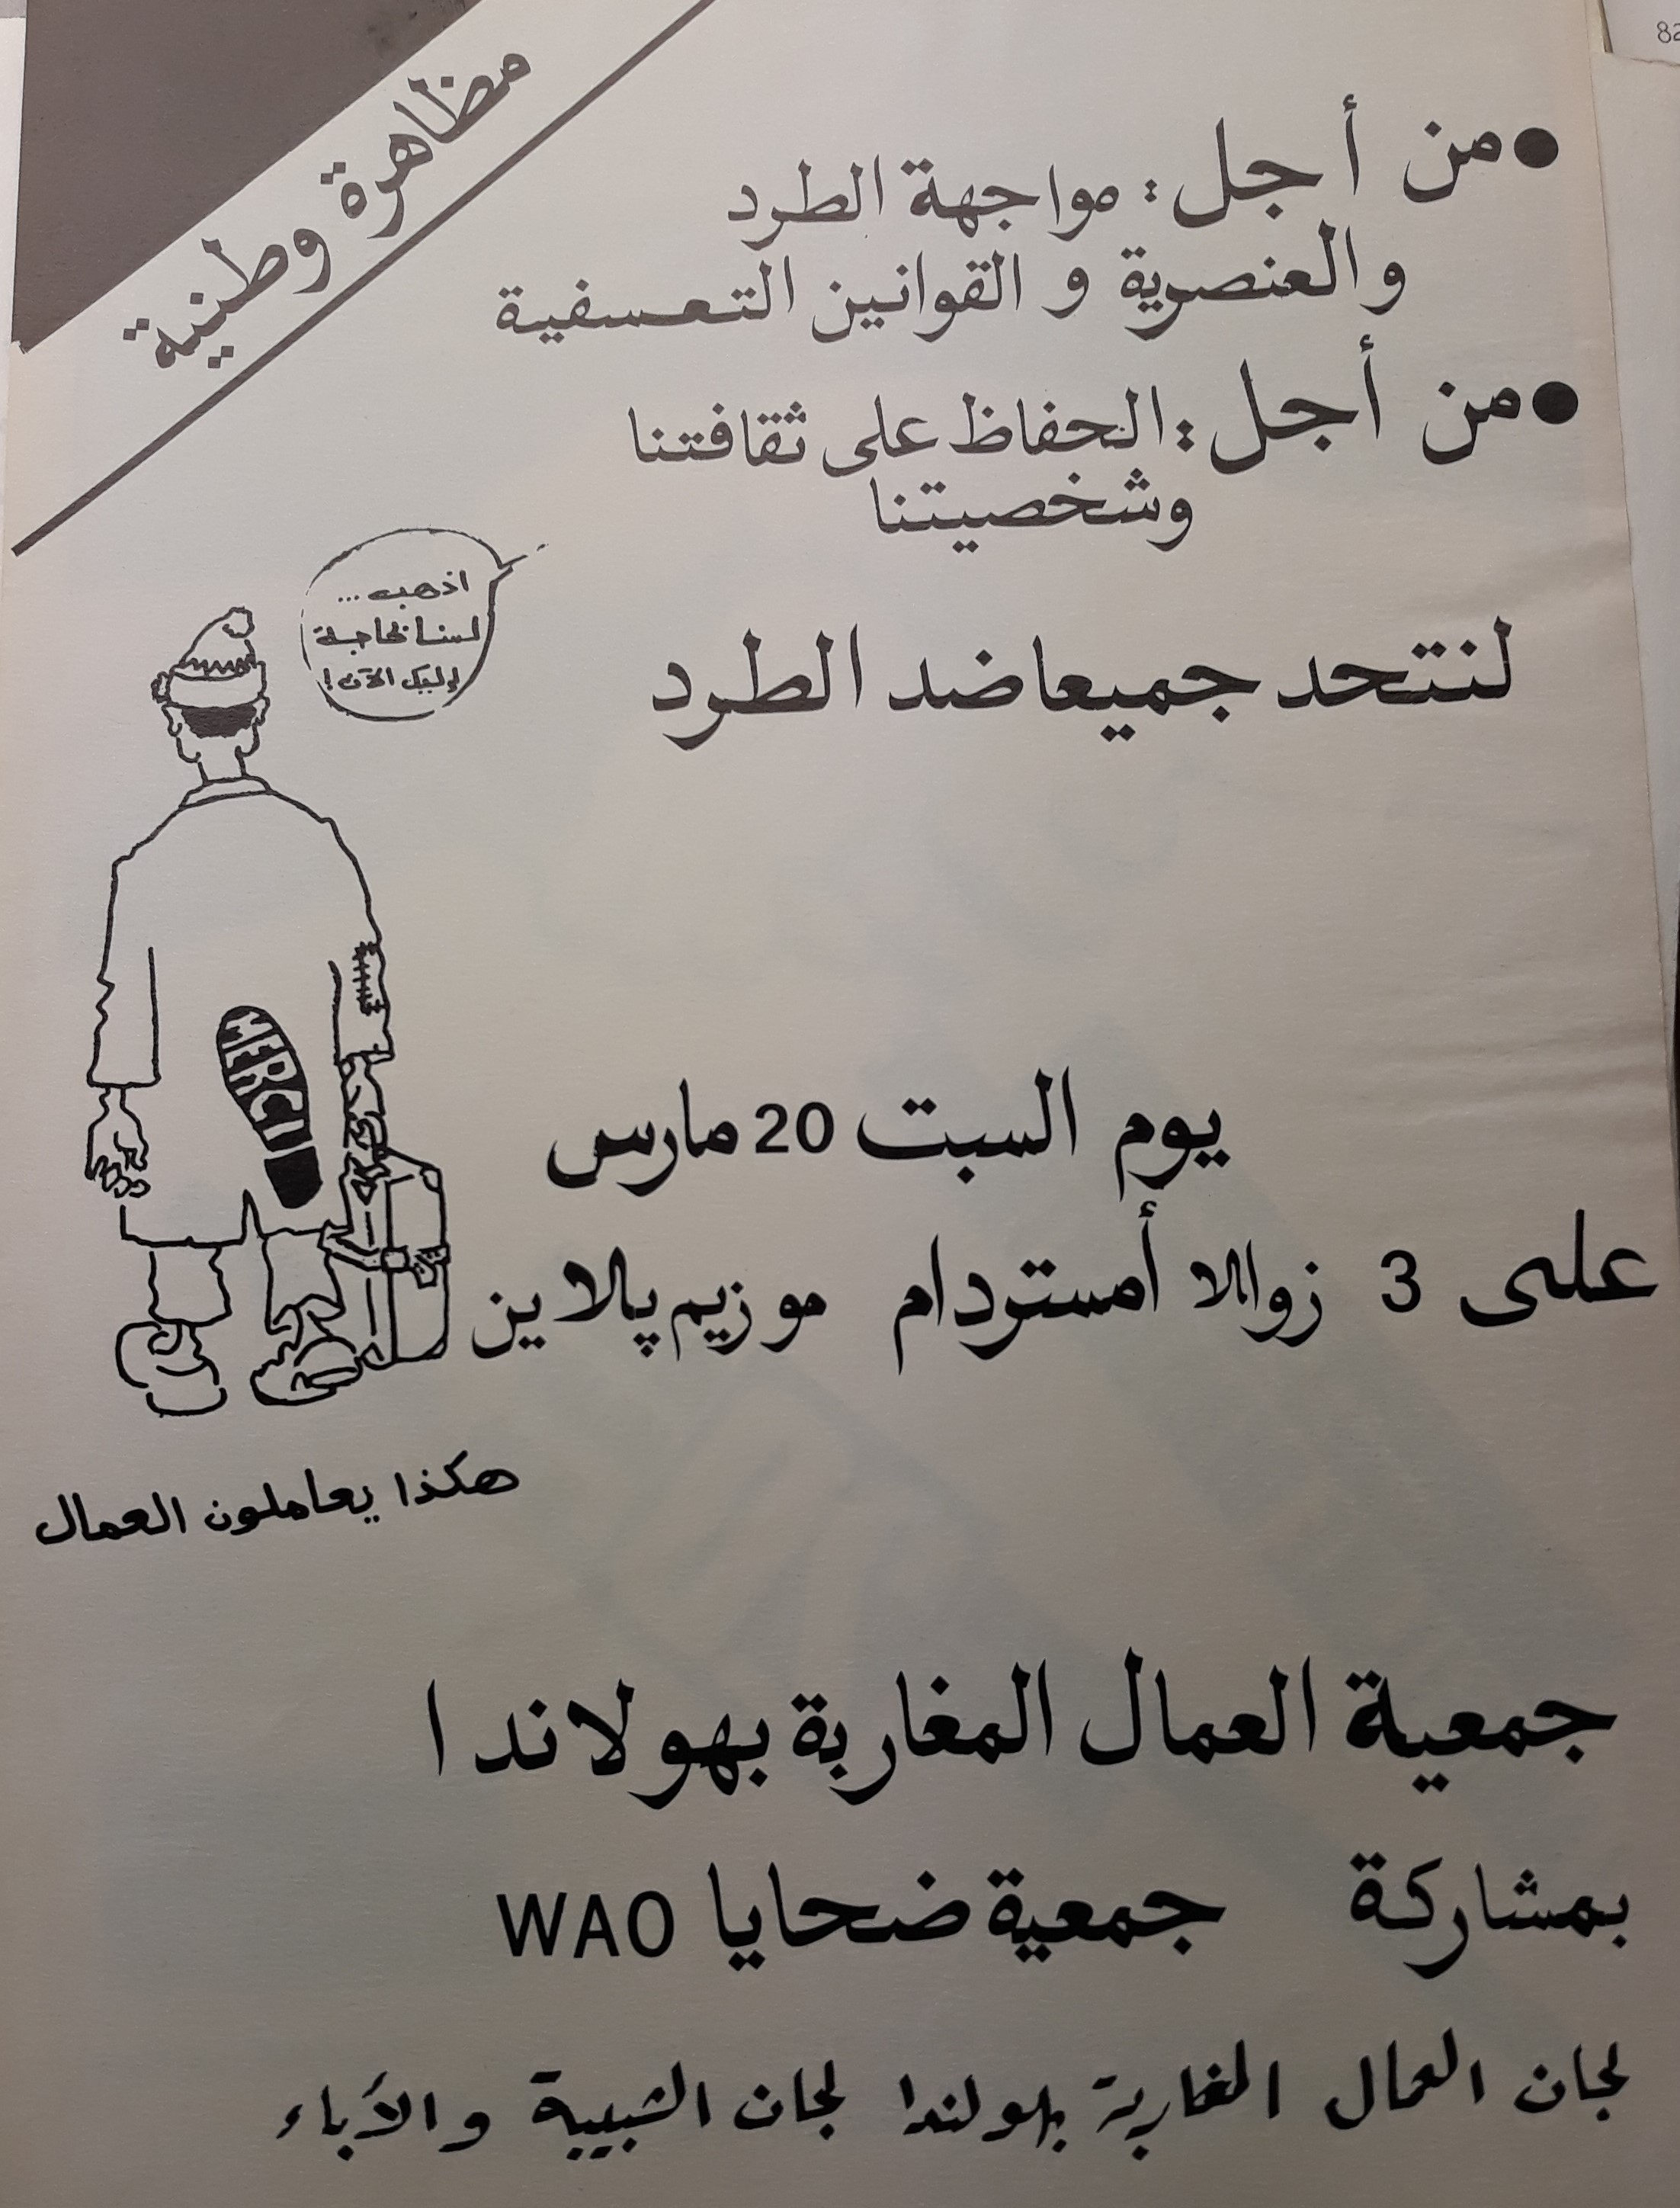 مظاهرة وطنية
● من أجل: مواجهة الطرد
والعنصرية و القوانين التعسفية
● من أجل: الحفاظ على ثقافتنا
وشخصيتنا
اذهب...
لسنا بحاجة
إليك الآن!
لنتحد جميعا ضد الطرد
MERCI
يوم السبت 20 مارس
على 3 زوالا أمستردام موزيم پلاين
هكذا يعاملون العمال
جمعية العمال المغاربة بهولاندا
بمشاركة جمعية ضحايا WAO
لجان العمال المغاربة بهولندا لجان الشبيبة والأباء